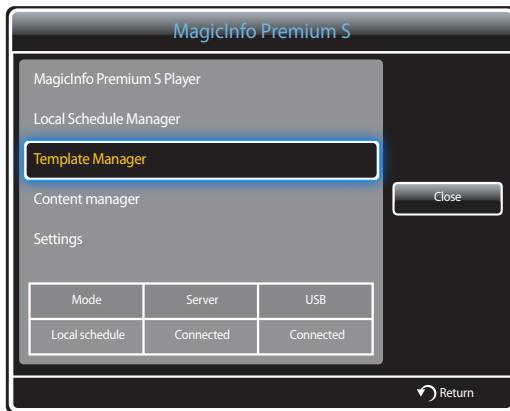 MagicInfo Premium S
MagicInfo Premium S Player
Local Schedule Manager
Template Manager
Content manager
Settings
Close
Mode Server USB
Local schedule Connected Connected
Return